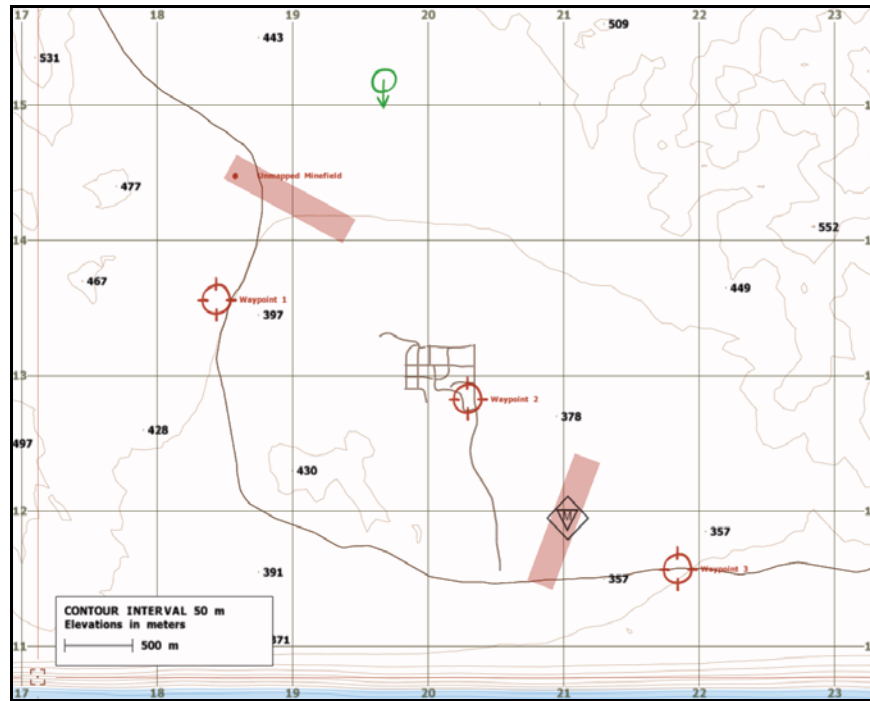 17 18 19 20 21 22 23
443
509
531
15
Unmapped Minefield
477
552
14
467
449
Waypoint 1
397
13
Waypoint 2
378
428
497
430
12
M
357
391
357
Waypoint 3
CONTOUR INTERVAL 50 m
Elevations in meters
500 m
371
11
17 18 19 20 21 22 23